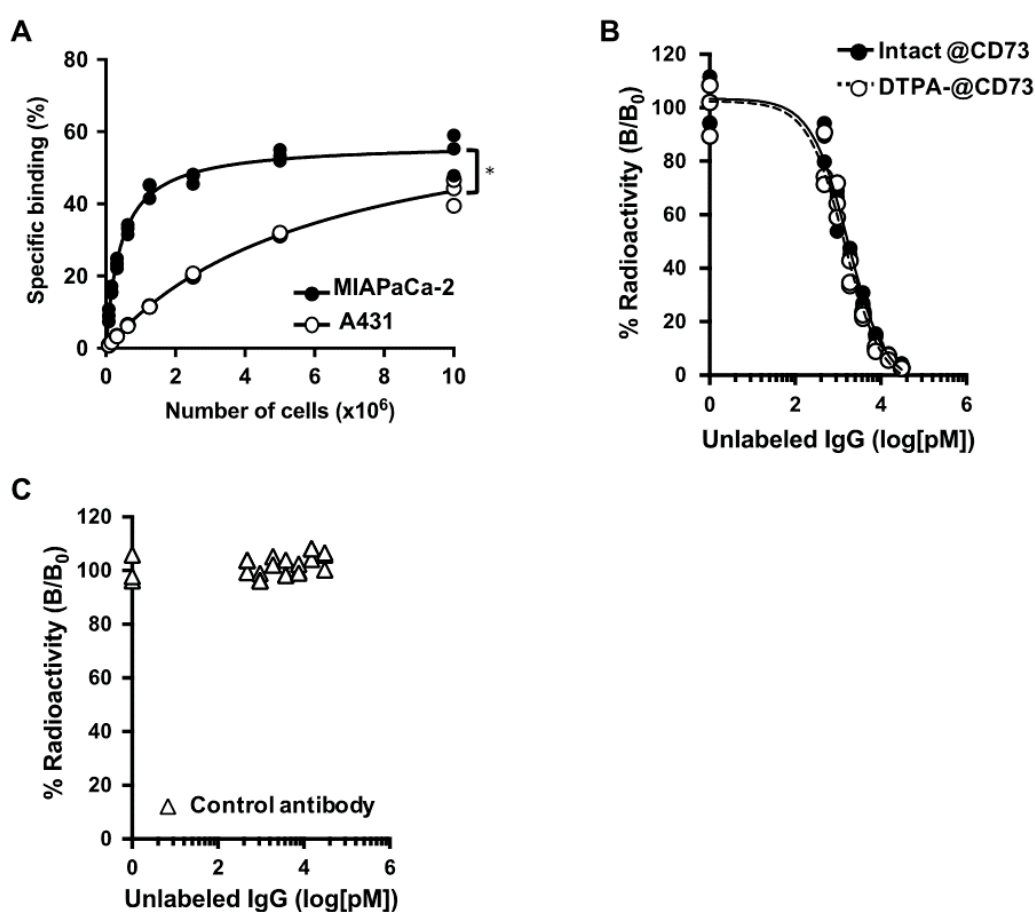 A
80
60
40
20
0
Specific binding (%)
*
MIAPaCa-2
A431
0 2 4 6 8 10
Number of cells (x10⁶)
B
120
100
80
60
40
20
0
% Radioactivity (B/B₀)
Intact @CD73
DTPA-@CD73
0 2 4 6
Unlabeled IgG (log[pM])
C
120
100
80
60
40
20
0
% Radioactivity (B/B₀)
Control antibody
0 2 4 6
Unlabeled IgG (log[pM])